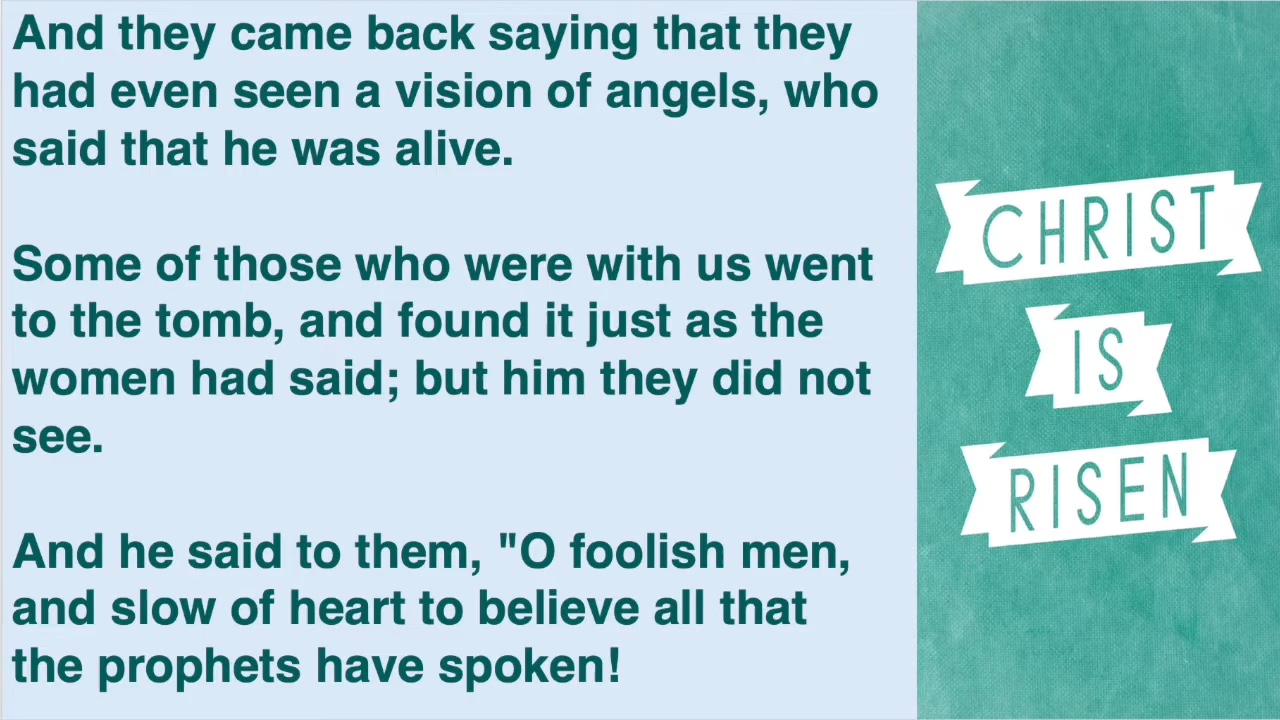 And they came back saying that they
had even seen a vision of angels, who
said that he was alive.
Some of those who were with us went
to the tomb, and found it just as the
women had said; but him they did not
see.
And he said to them, "O foolish men,
and slow of heart to believe all that
the prophets have spoken!
CHRIST
IS
RISEN